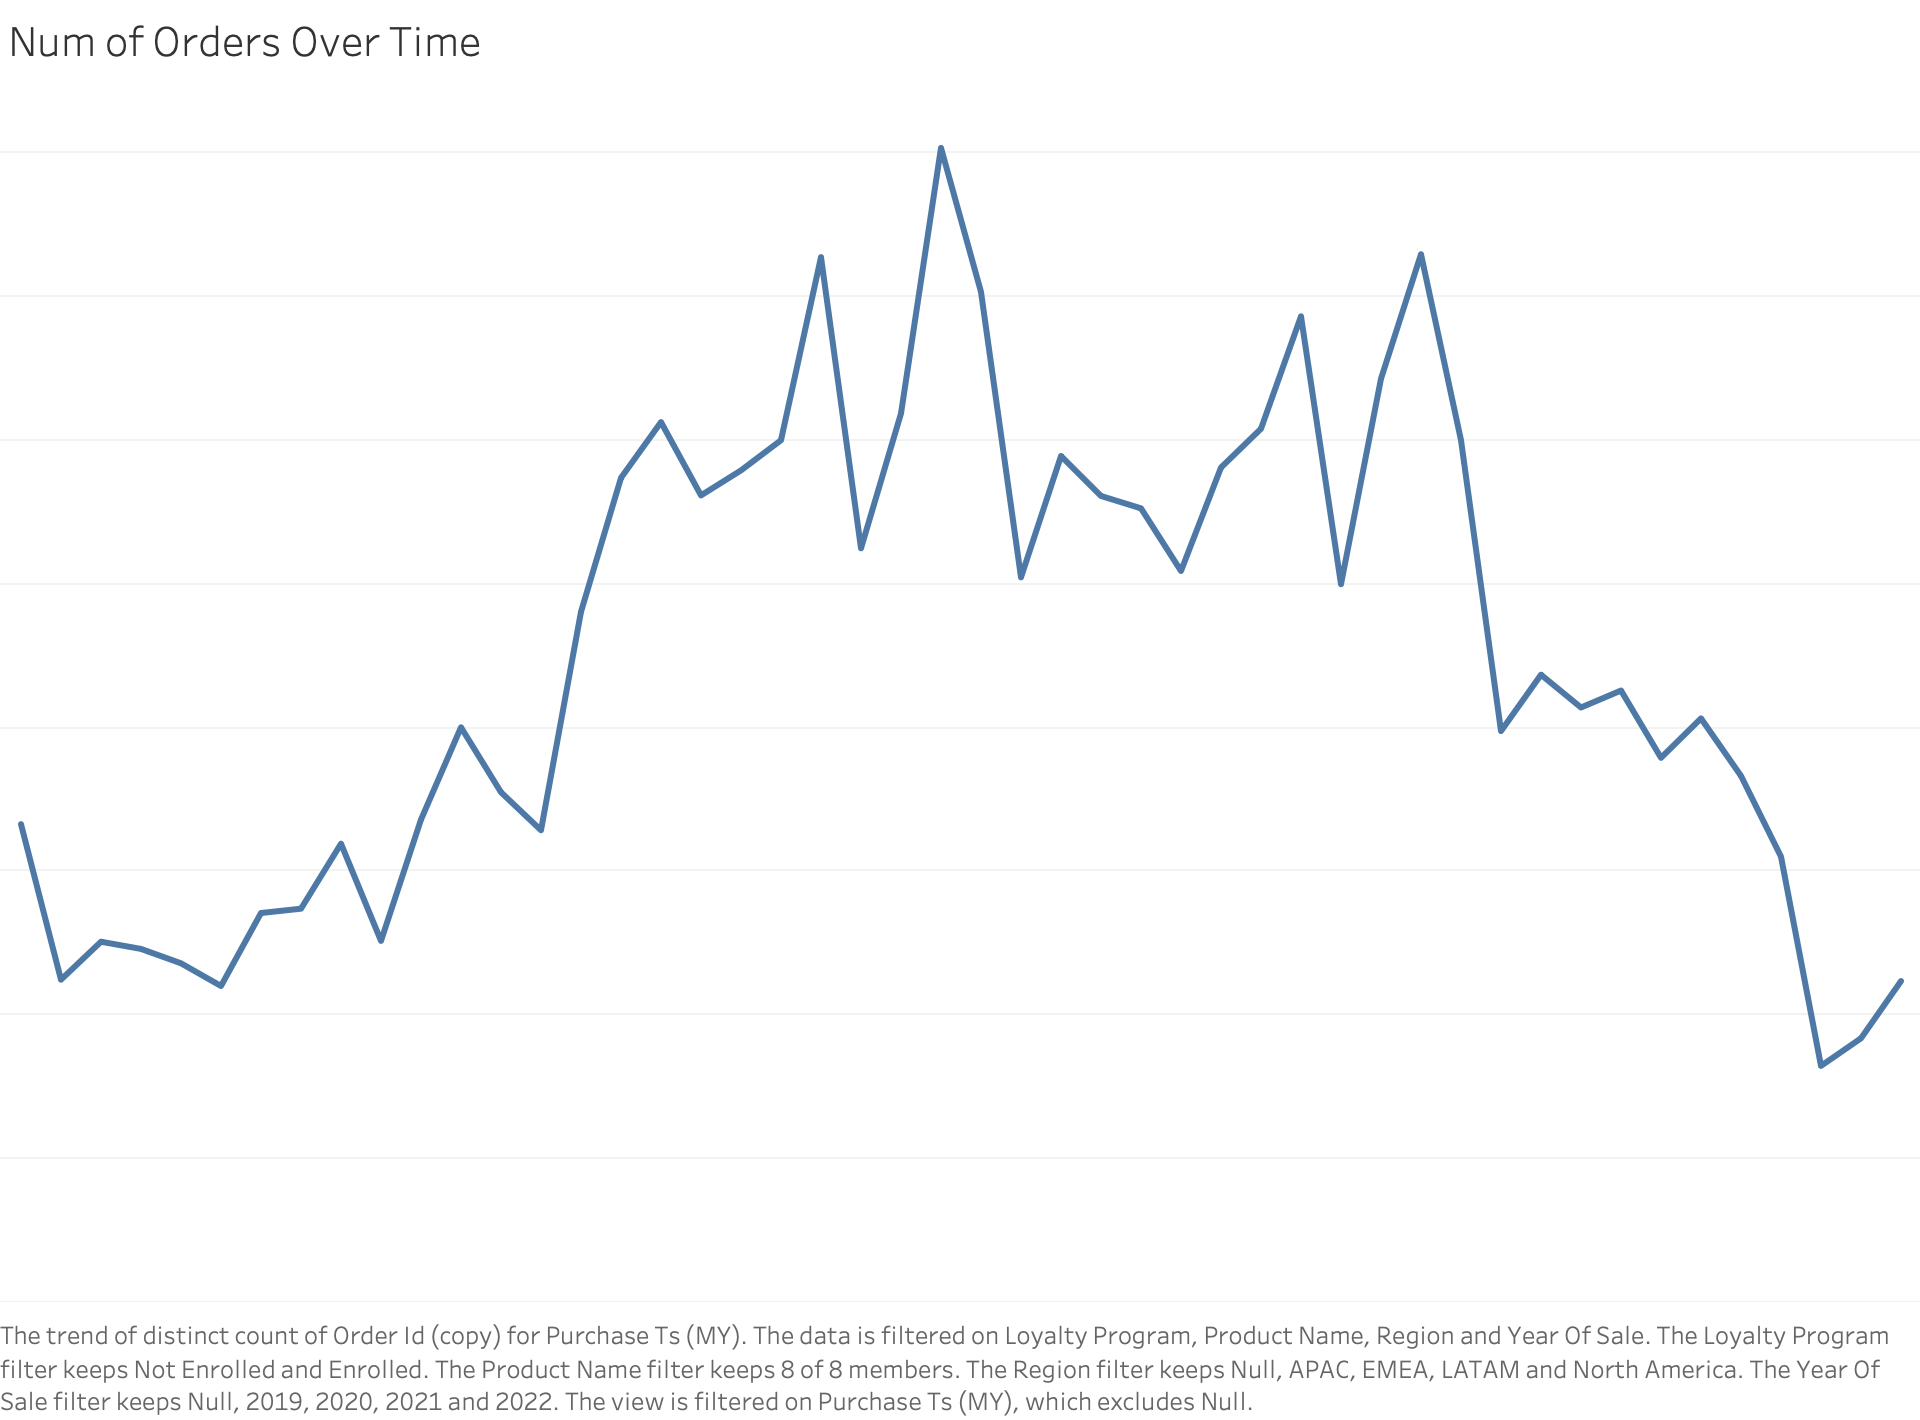 Num of Orders Over Time
The trend of distinct count of Order Id (copy) for Purchase Ts (MY). The data is filtered on Loyalty Program, Product Name, Region and Year Of Sale. The Loyalty Program
filter keeps Not Enrolled and Enrolled. The Product Name filter keeps 8 of 8 members. The Region filter keeps Null, APAC, EMEA, LATAM and North America. The Year Of
Sale filter keeps Null, 2019, 2020, 2021 and 2022. The view is filtered on Purchase Ts (MY), which excludes Null.